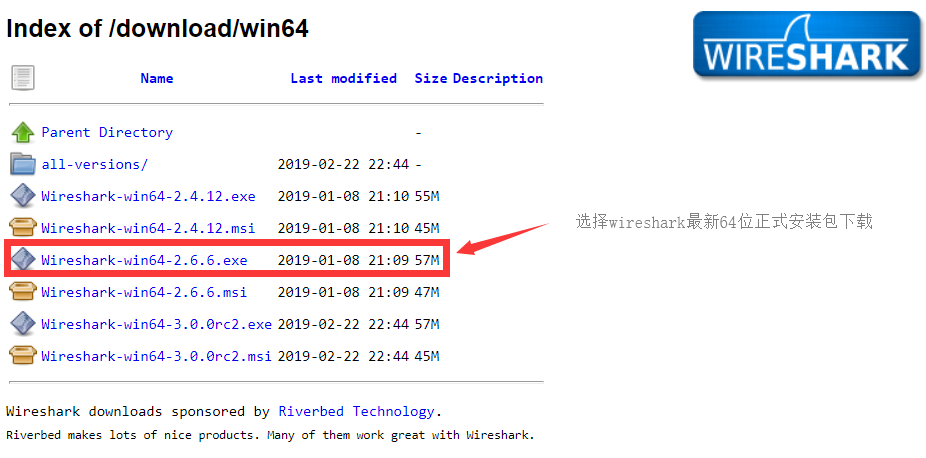 Index of /download/win64
WIRESHARK
Name Last modified Size Description
Parent Directory -
all-versions/ 2019-02-22 22:44 -
Wireshark-win64-2.4.12.exe 2019-01-08 21:10 55M
Wireshark-win64-2.4.12.msi 2019-01-08 21:10 45M
选择wireshark最新64位正式安装包下载
Wireshark-win64-2.6.6.exe 2019-01-08 21:09 57M
Wireshark-win64-2.6.6.msi 2019-01-08 21:09 47M
Wireshark-win64-3.0.0rc2.exe 2019-02-22 22:44 57M
Wireshark-win64-3.0.0rc2.msi 2019-02-22 22:44 45M
Wireshark downloads sponsored by Riverbed Technology.
Riverbed makes lots of nice products. Many of them work great with Wireshark.